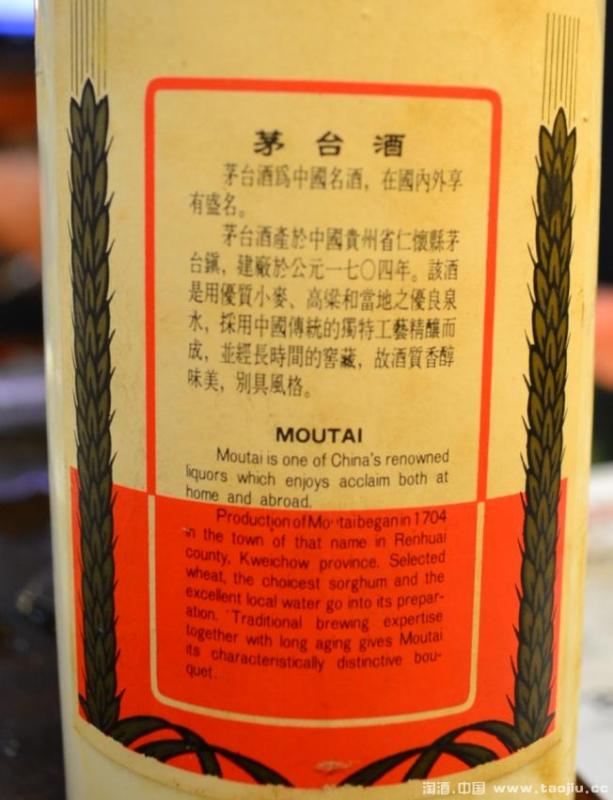 茅台酒
茅台酒爲中國名酒，在國內外享
有盛名。
茅台酒產於中國貴州省仁懷縣茅
台鎮，建廠於公元一七〇四年。該酒
是用優質小麥、高粱和當地之優良泉
水，採用中國傳統的獨特工藝精釀而
成，並經長時間的窖藏，故酒質香醇
味美，別具風格。
MOUTAI
Moutai is one of China's renowned
liquors which enjoys acclaim both at
home and abroad.
Production of Moutai began in 1704
in the town of that name in Renhuai
county, Kweichow province. Selected
wheat, the choicest sorghum and the
excellent local water go into its prepar-
ation. Traditional brewing expertise
together with long aging gives Moutai
its characteristically distinctive bou-
quet.
淘酒.中国 www.taojiu.cc